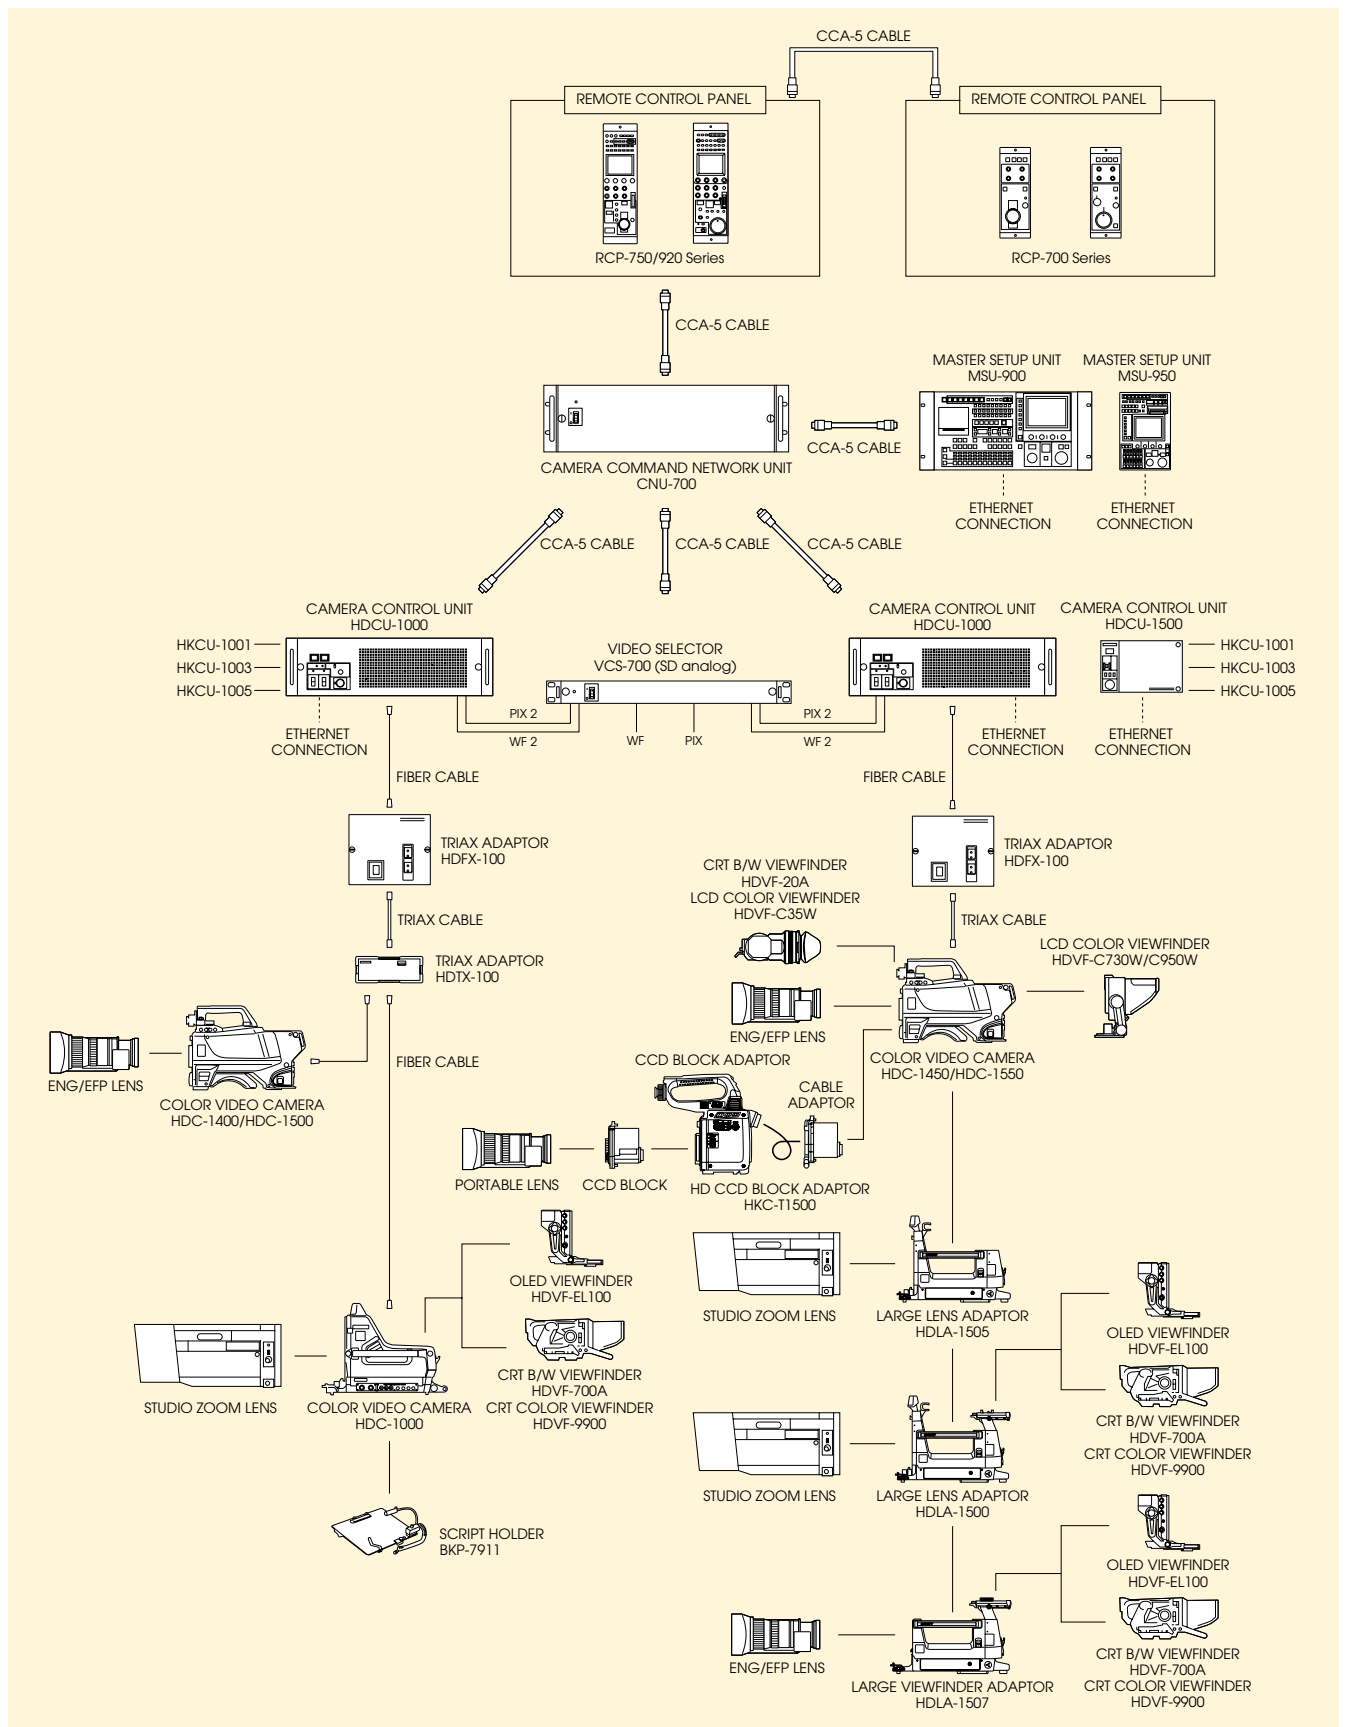 CCA-5 CABLE
REMOTE CONTROL PANEL
REMOTE CONTROL PANEL
RCP-750/920 Series
RCP-700 Series
CCA-5 CABLE
MASTER SETUP UNIT
MSU-900
MASTER SETUP UNIT
MSU-950
CCA-5 CABLE
CAMERA COMMAND NETWORK UNIT
CNU-700
ETHERNET
CONNECTION
ETHERNET
CONNECTION
CCA-5 CABLE
CCA-5 CABLE
CCA-5 CABLE
CAMERA CONTROL UNIT
HDCU-1000
CAMERA CONTROL UNIT
HDCU-1000
CAMERA CONTROL UNIT
HDCU-1500
HKCU-1001
HKCU-1003
HKCU-1005
VIDEO SELECTOR
VCS-700 (SD analog)
HKCU-1001
HKCU-1003
HKCU-1005
ETHERNET
CONNECTION
PIX 2
WF 2
WF
PIX
PIX 2
WF 2
ETHERNET
CONNECTION
ETHERNET
CONNECTION
FIBER CABLE
FIBER CABLE
TRIAX ADAPTOR
HDFX-100
TRIAX ADAPTOR
HDFX-100
CRT B/W VIEWFINDER
HDVF-20A
LCD COLOR VIEWFINDER
HDVF-C35W
TRIAX CABLE
TRIAX CABLE
LCD COLOR VIEWFINDER
HDVF-C730W/C950W
TRIAX ADAPTOR
HDTX-100
ENG/EFP LENS
COLOR VIDEO CAMERA
HDC-1450/HDC-1550
FIBER CABLE
CCD BLOCK ADAPTOR
CABLE
ADAPTOR
ENG/EFP LENS
COLOR VIDEO CAMERA
HDC-1400/HDC-1500
PORTABLE LENS
CCD BLOCK
HD CCD BLOCK ADAPTOR
HKC-T1500
OLED VIEWFINDER
HDVF-EL100
STUDIO ZOOM LENS
LARGE LENS ADAPTOR
HDLA-1505
OLED VIEWFINDER
HDVF-EL100
CRT B/W VIEWFINDER
HDVF-700A
CRT COLOR VIEWFINDER
HDVF-9900
STUDIO ZOOM LENS
COLOR VIDEO CAMERA
HDC-1000
CRT B/W VIEWFINDER
HDVF-700A
CRT COLOR VIEWFINDER
HDVF-9900
STUDIO ZOOM LENS
LARGE LENS ADAPTOR
HDLA-1500
SCRIPT HOLDER
BKP-7911
OLED VIEWFINDER
HDVF-EL100
CRT B/W VIEWFINDER
HDVF-700A
CRT COLOR VIEWFINDER
HDVF-9900
ENG/EFP LENS
LARGE VIEWFINDER ADAPTOR
HDLA-1507